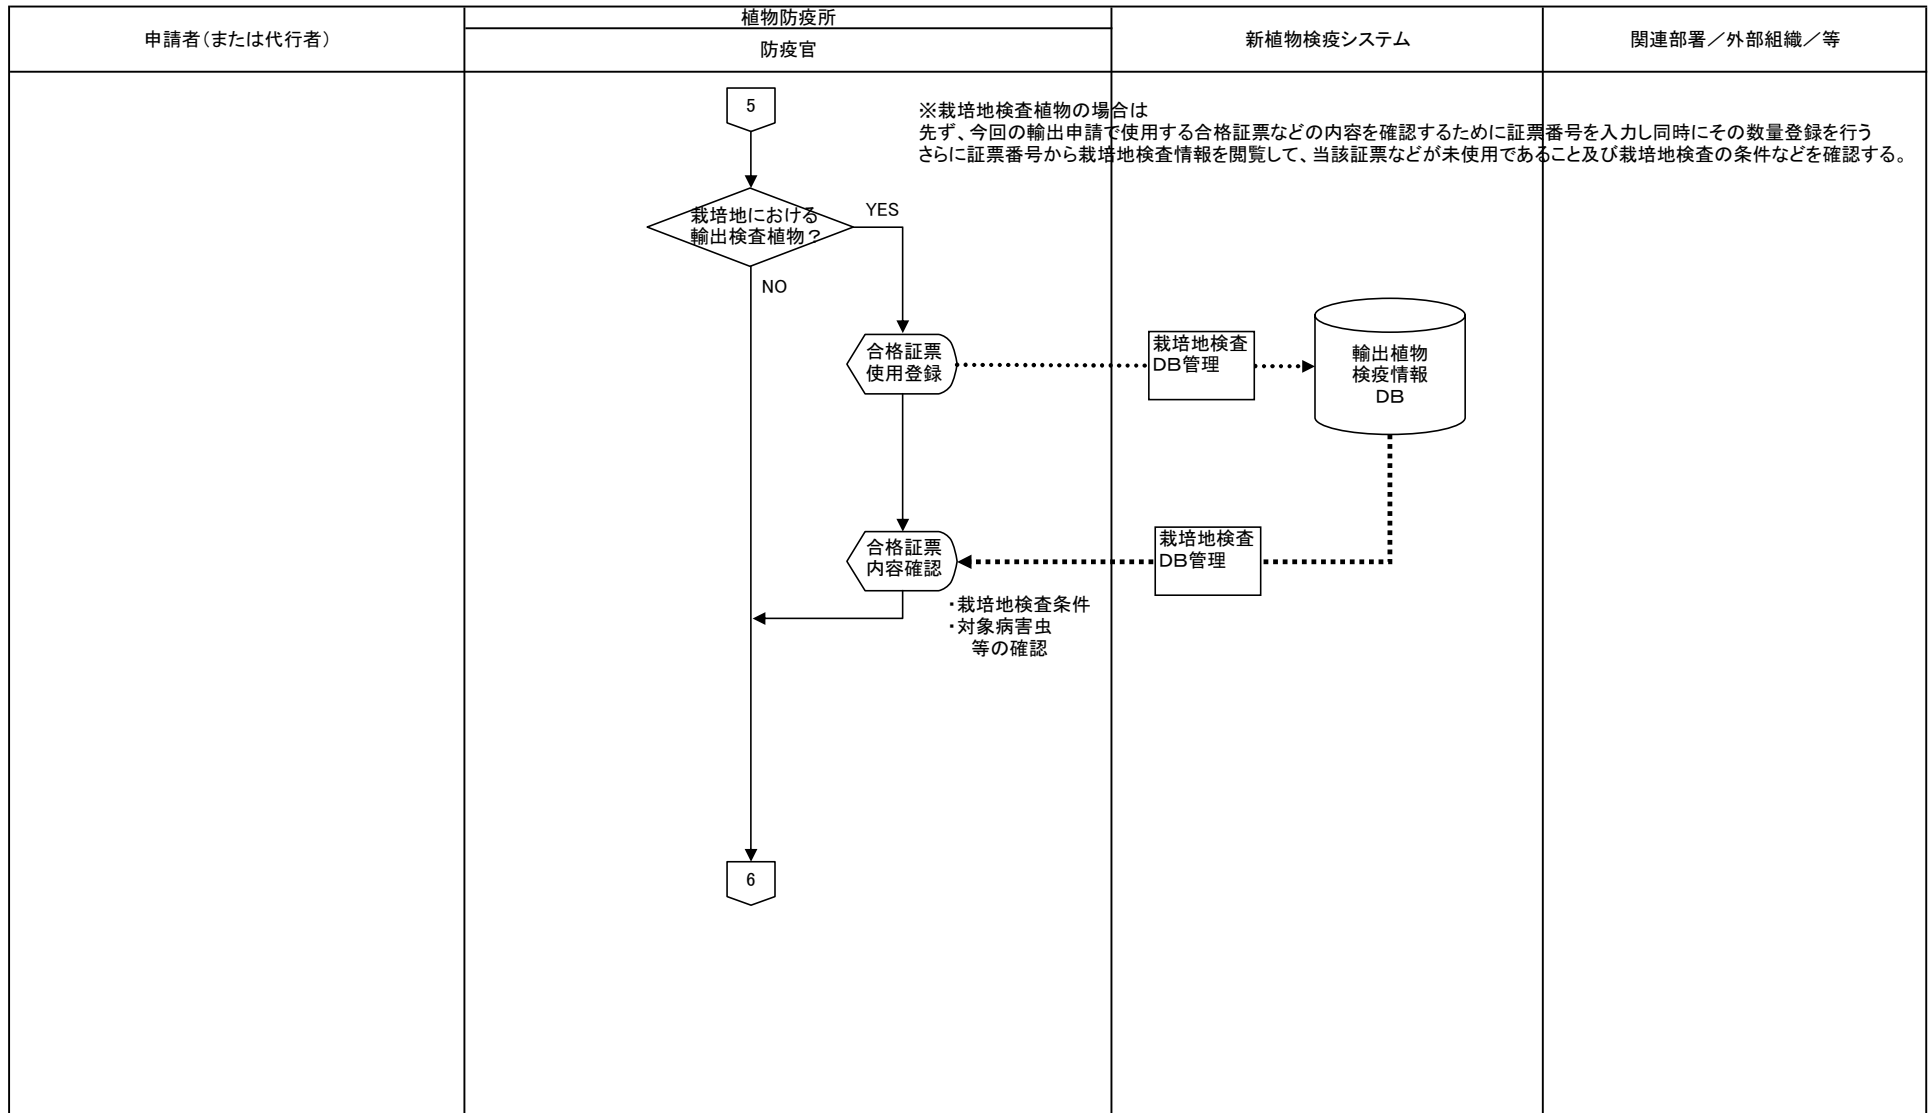 植物防疫所
申請者(または代行者)
防疫官
新植物検疫システム
関連部署／外部組織／等
5
※栽培地検査植物の場合は
先ず、今回の輸出申請で使用する合格証票などの内容を確認するために証票番号を入力し同時にその数量登録を行う
さらに証票番号から栽培地検査情報を閲覧して、当該証票などが未使用であること及び栽培地検査の条件などを確認する。
栽培地における
輸出検査植物？
YES
NO
合格証票
使用登録
栽培地検査
ＤＢ管理
輸出植物
検疫情報
ＤＢ
合格証票
内容確認
栽培地検査
ＤＢ管理
・栽培地検査条件
・対象病害虫
等の確認
6